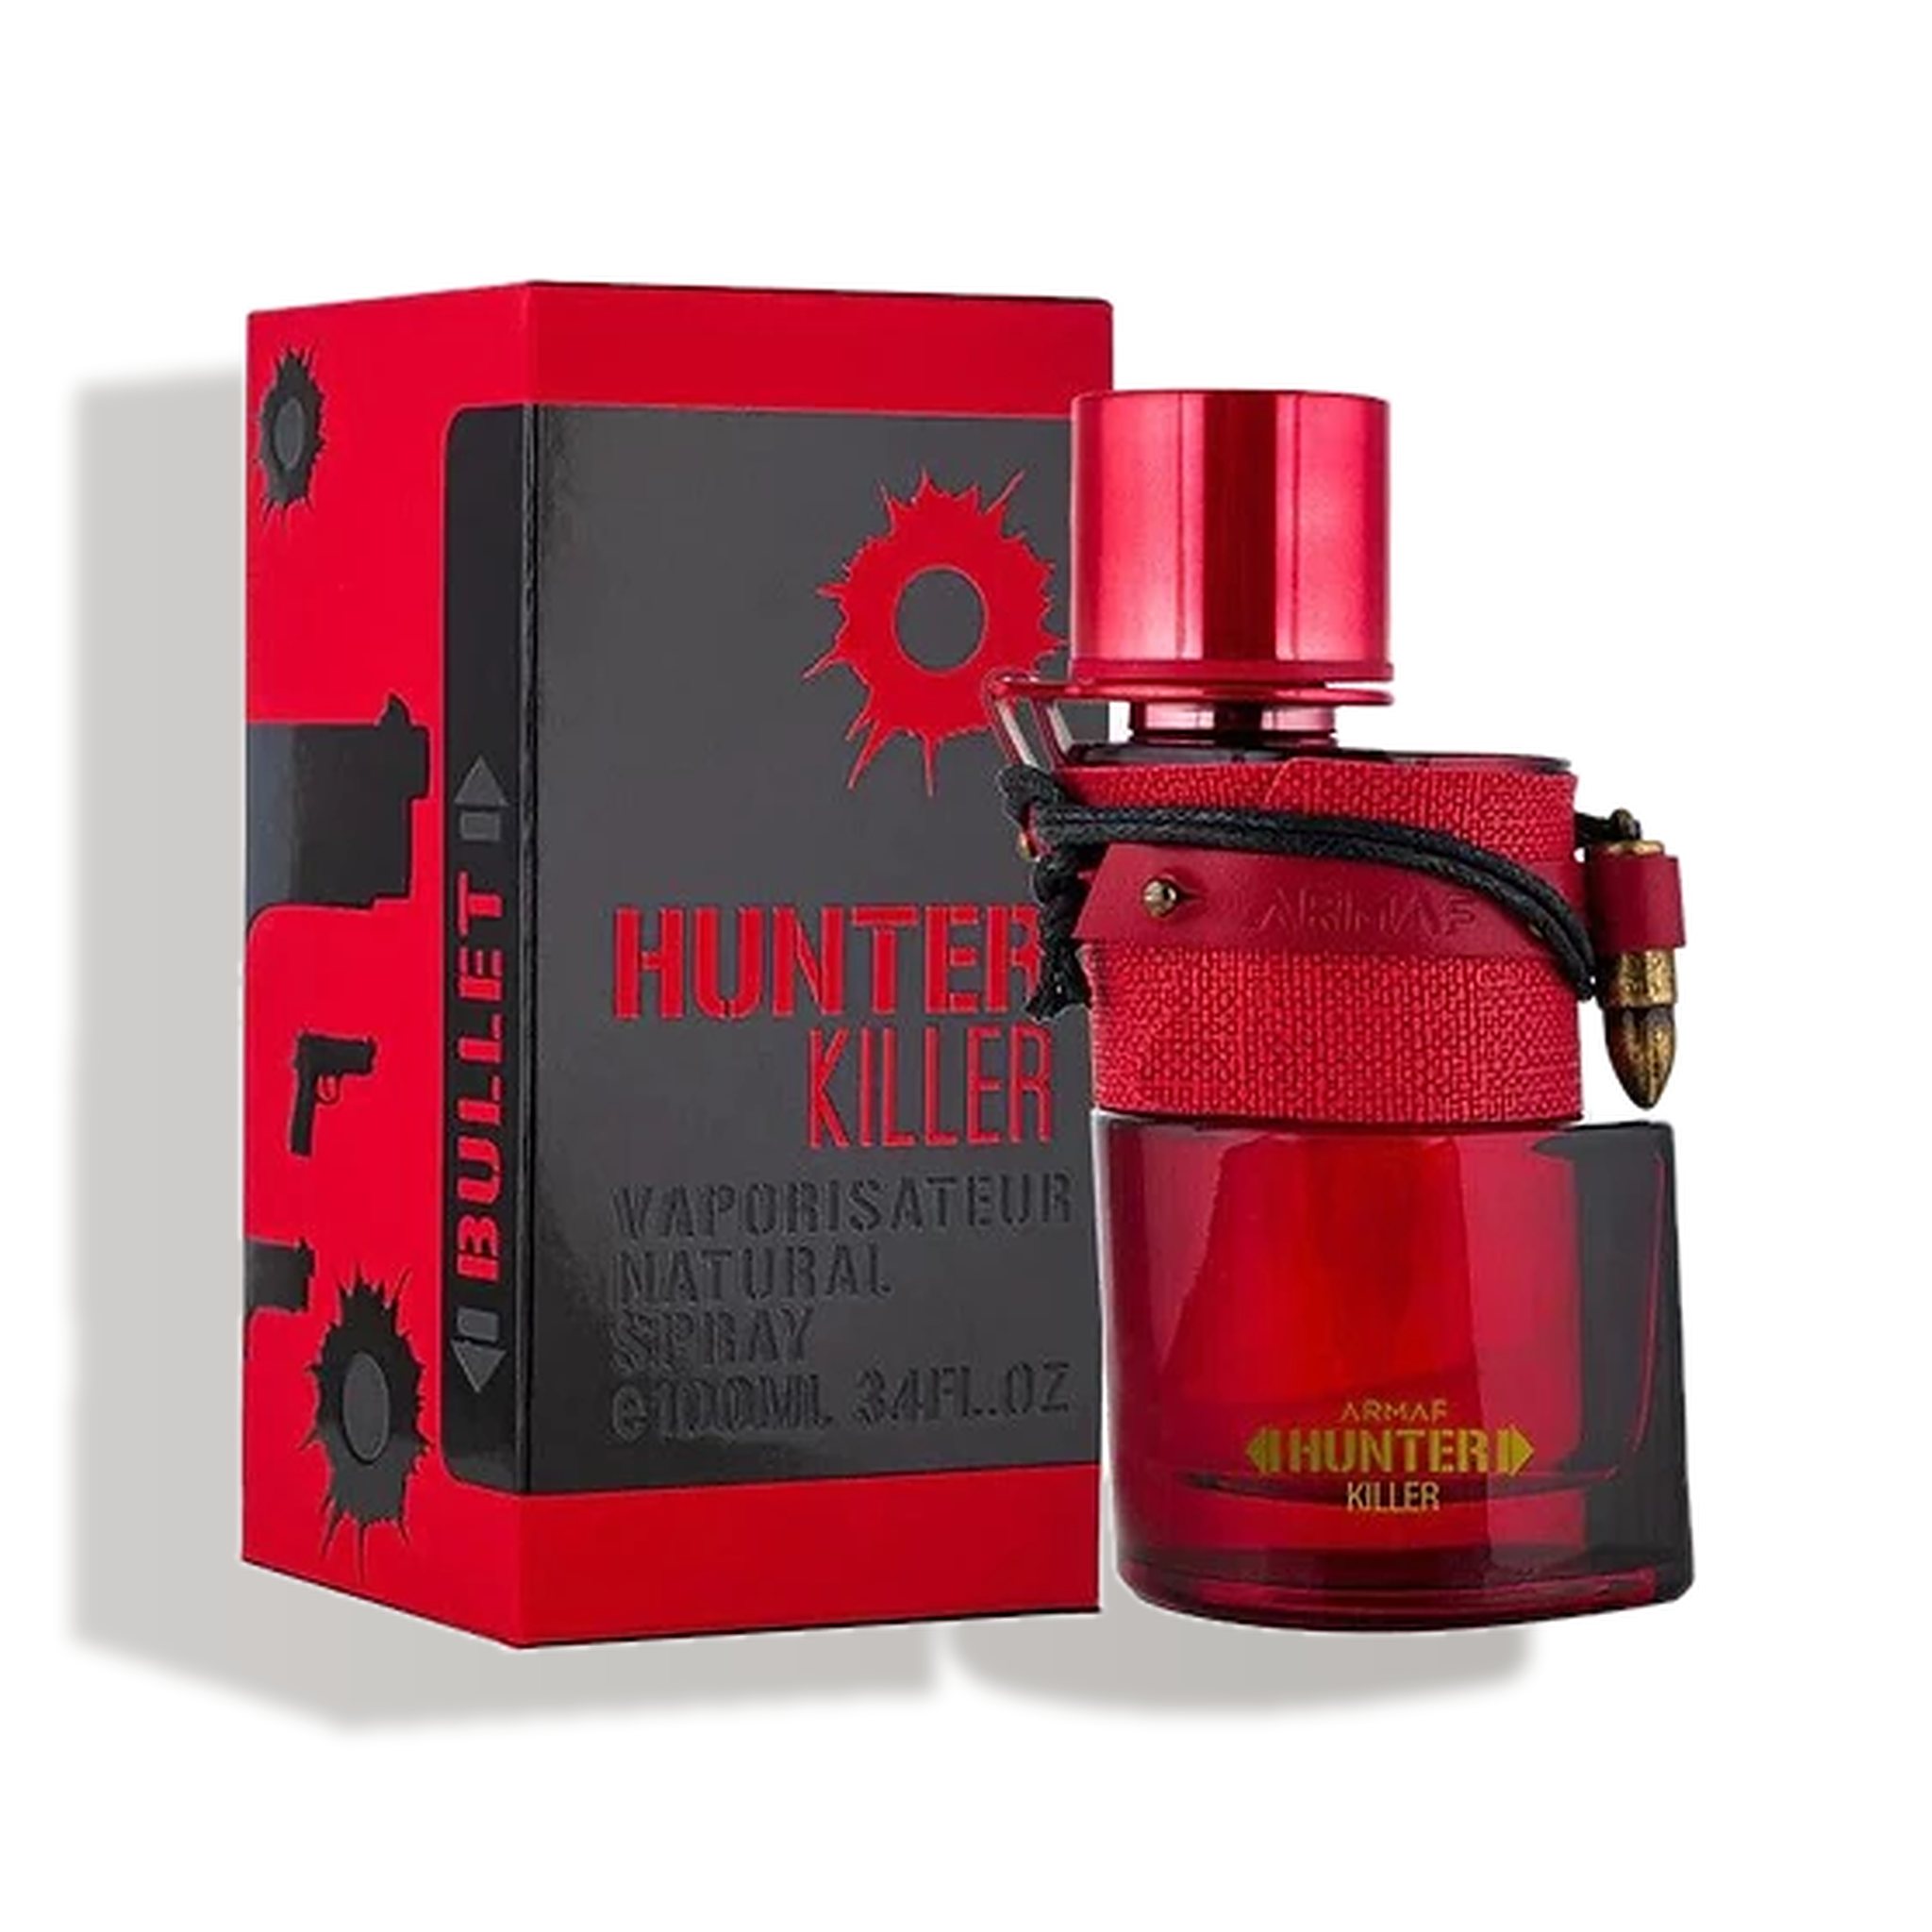 BULLET
HUNTER
KILLER
VAPORISATEUR
NATURAL
SPRAY
e100ML 3.4FL.OZ
ARMAF
ARMAF
HUNTER
KILLER